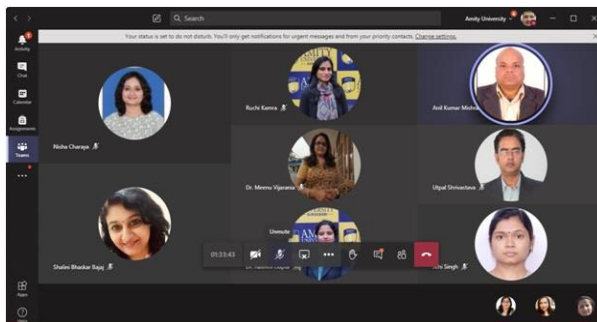 Search
Amity University
Your status is set to do not disturb. You'll only get notifications for urgent messages and from your priority contacts. Change settings.
Activity
Chat
Calendar
Assignments
Teams
Apps
Help
Nisha Charaya
Ruchi Kamra
Anil Kumar Mishra
Dr. Meenu Vijarania
Utpal Shrivastava
Shalini Bhaskar Bajaj
Unmute
01:33:43
Singh